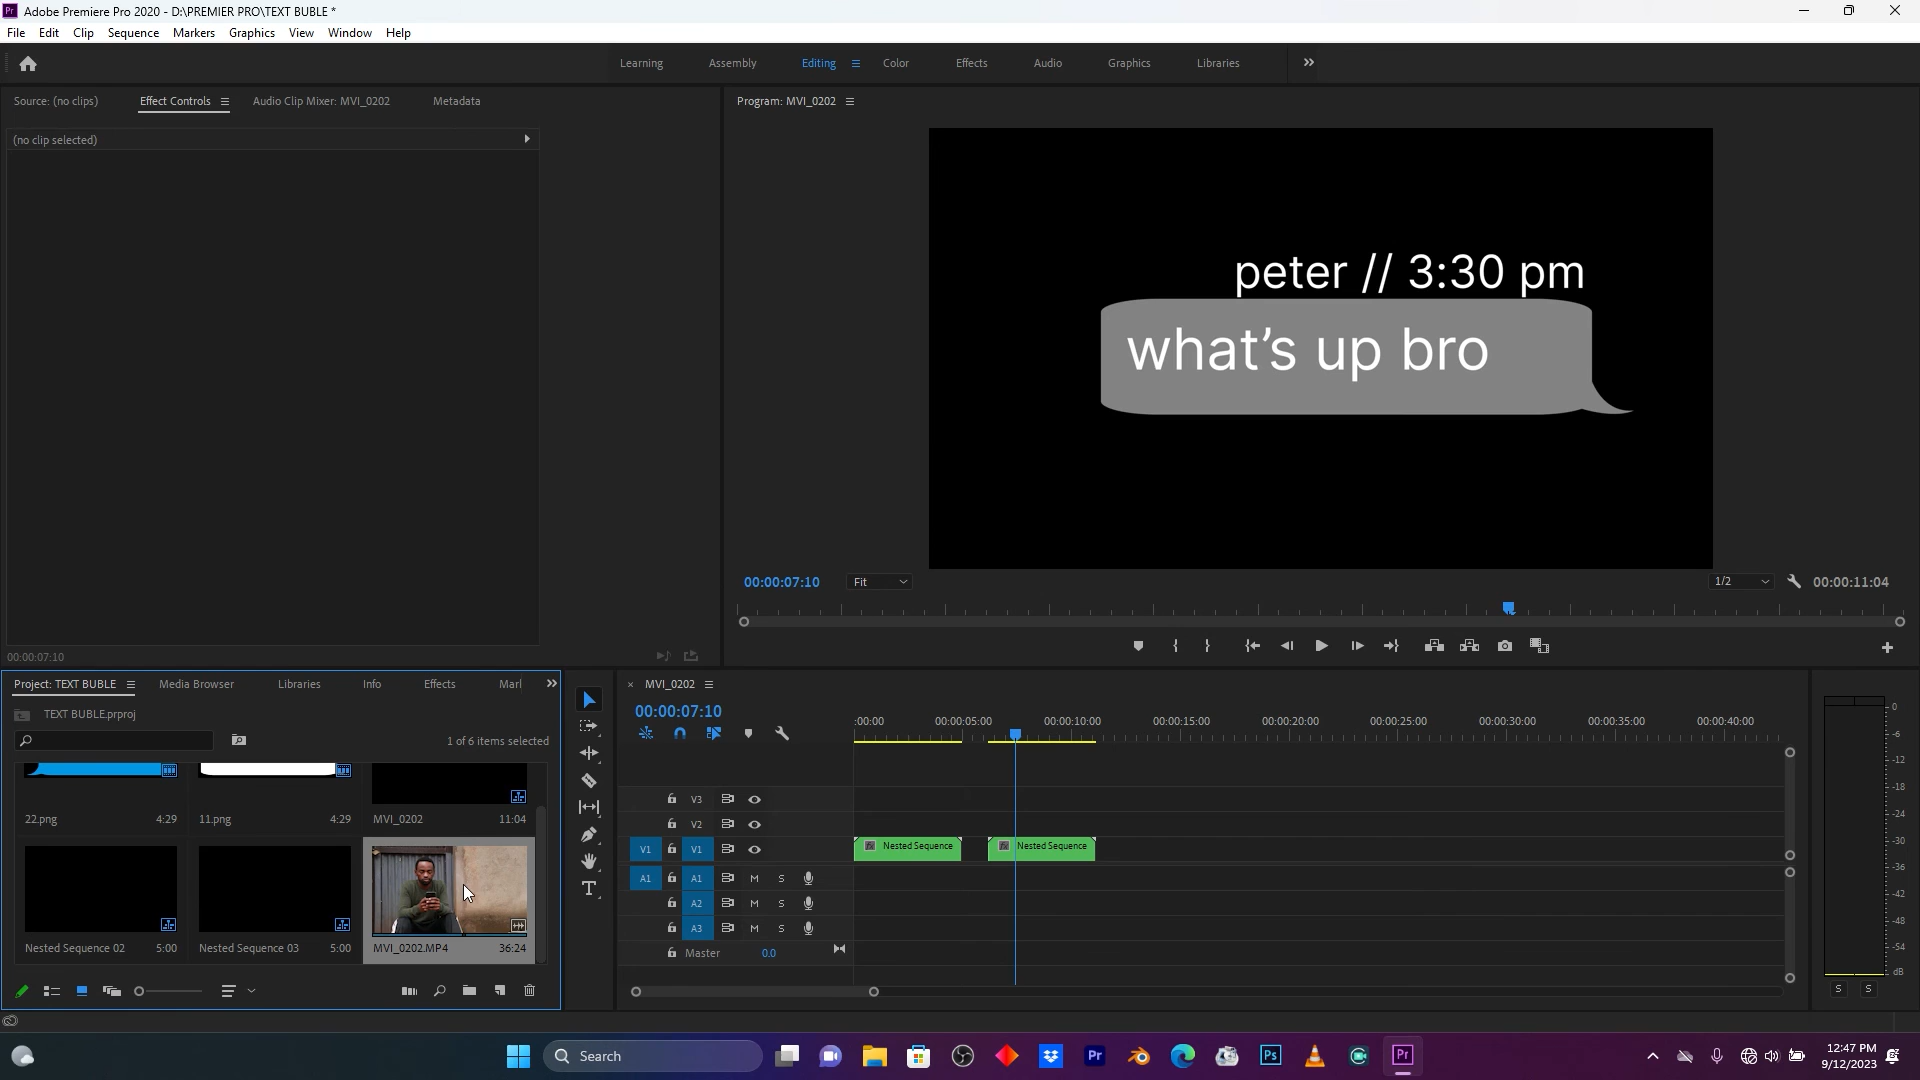 Pr Adobe Premiere Pro 2020 - D:\PREMIER PRO\TEXT BUBLE *
File Edit Clip Sequence Markers Graphics View Window Help
Learning Assembly Editing Color Effects Audio Graphics Libraries
Source: (no clips) Effect Controls Audio Clip Mixer: MVI_0202 Metadata
Program: MVI_0202
(no clip selected)
peter // 3:30 pm
what's up bro
00:00:07:10 Fit 1/2 00:00:11:04
00:00:07:10
Project: TEXT BUBLE Media Browser Libraries Info Effects Marl
MVI_0202
TEXT BUBLE.prproj
00:00:07:10
:00:00 00:00:05:00 00:00:10:00 00:00:15:00 00:00:20:00 00:00:25:00 00:00:30:00 00:00:35:00 00:00:40:00
1 of 6 items selected
22.png 4:29 11.png 4:29 MVI_0202 11:04
Nested Sequence 02 5:00 Nested Sequence 03 5:00 MVI_0202.MP4 36:24
V3
V2
V1 V1 fx Nested Sequence fx Nested Sequence
A1 A1 M S
A2 M S
A3 M S
Master 0.0
0
-6
-12
-18
-24
-30
-36
-42
-48
-54
dB
S S
Search
Pr Ps Pr
12:47 PM
9/12/2023